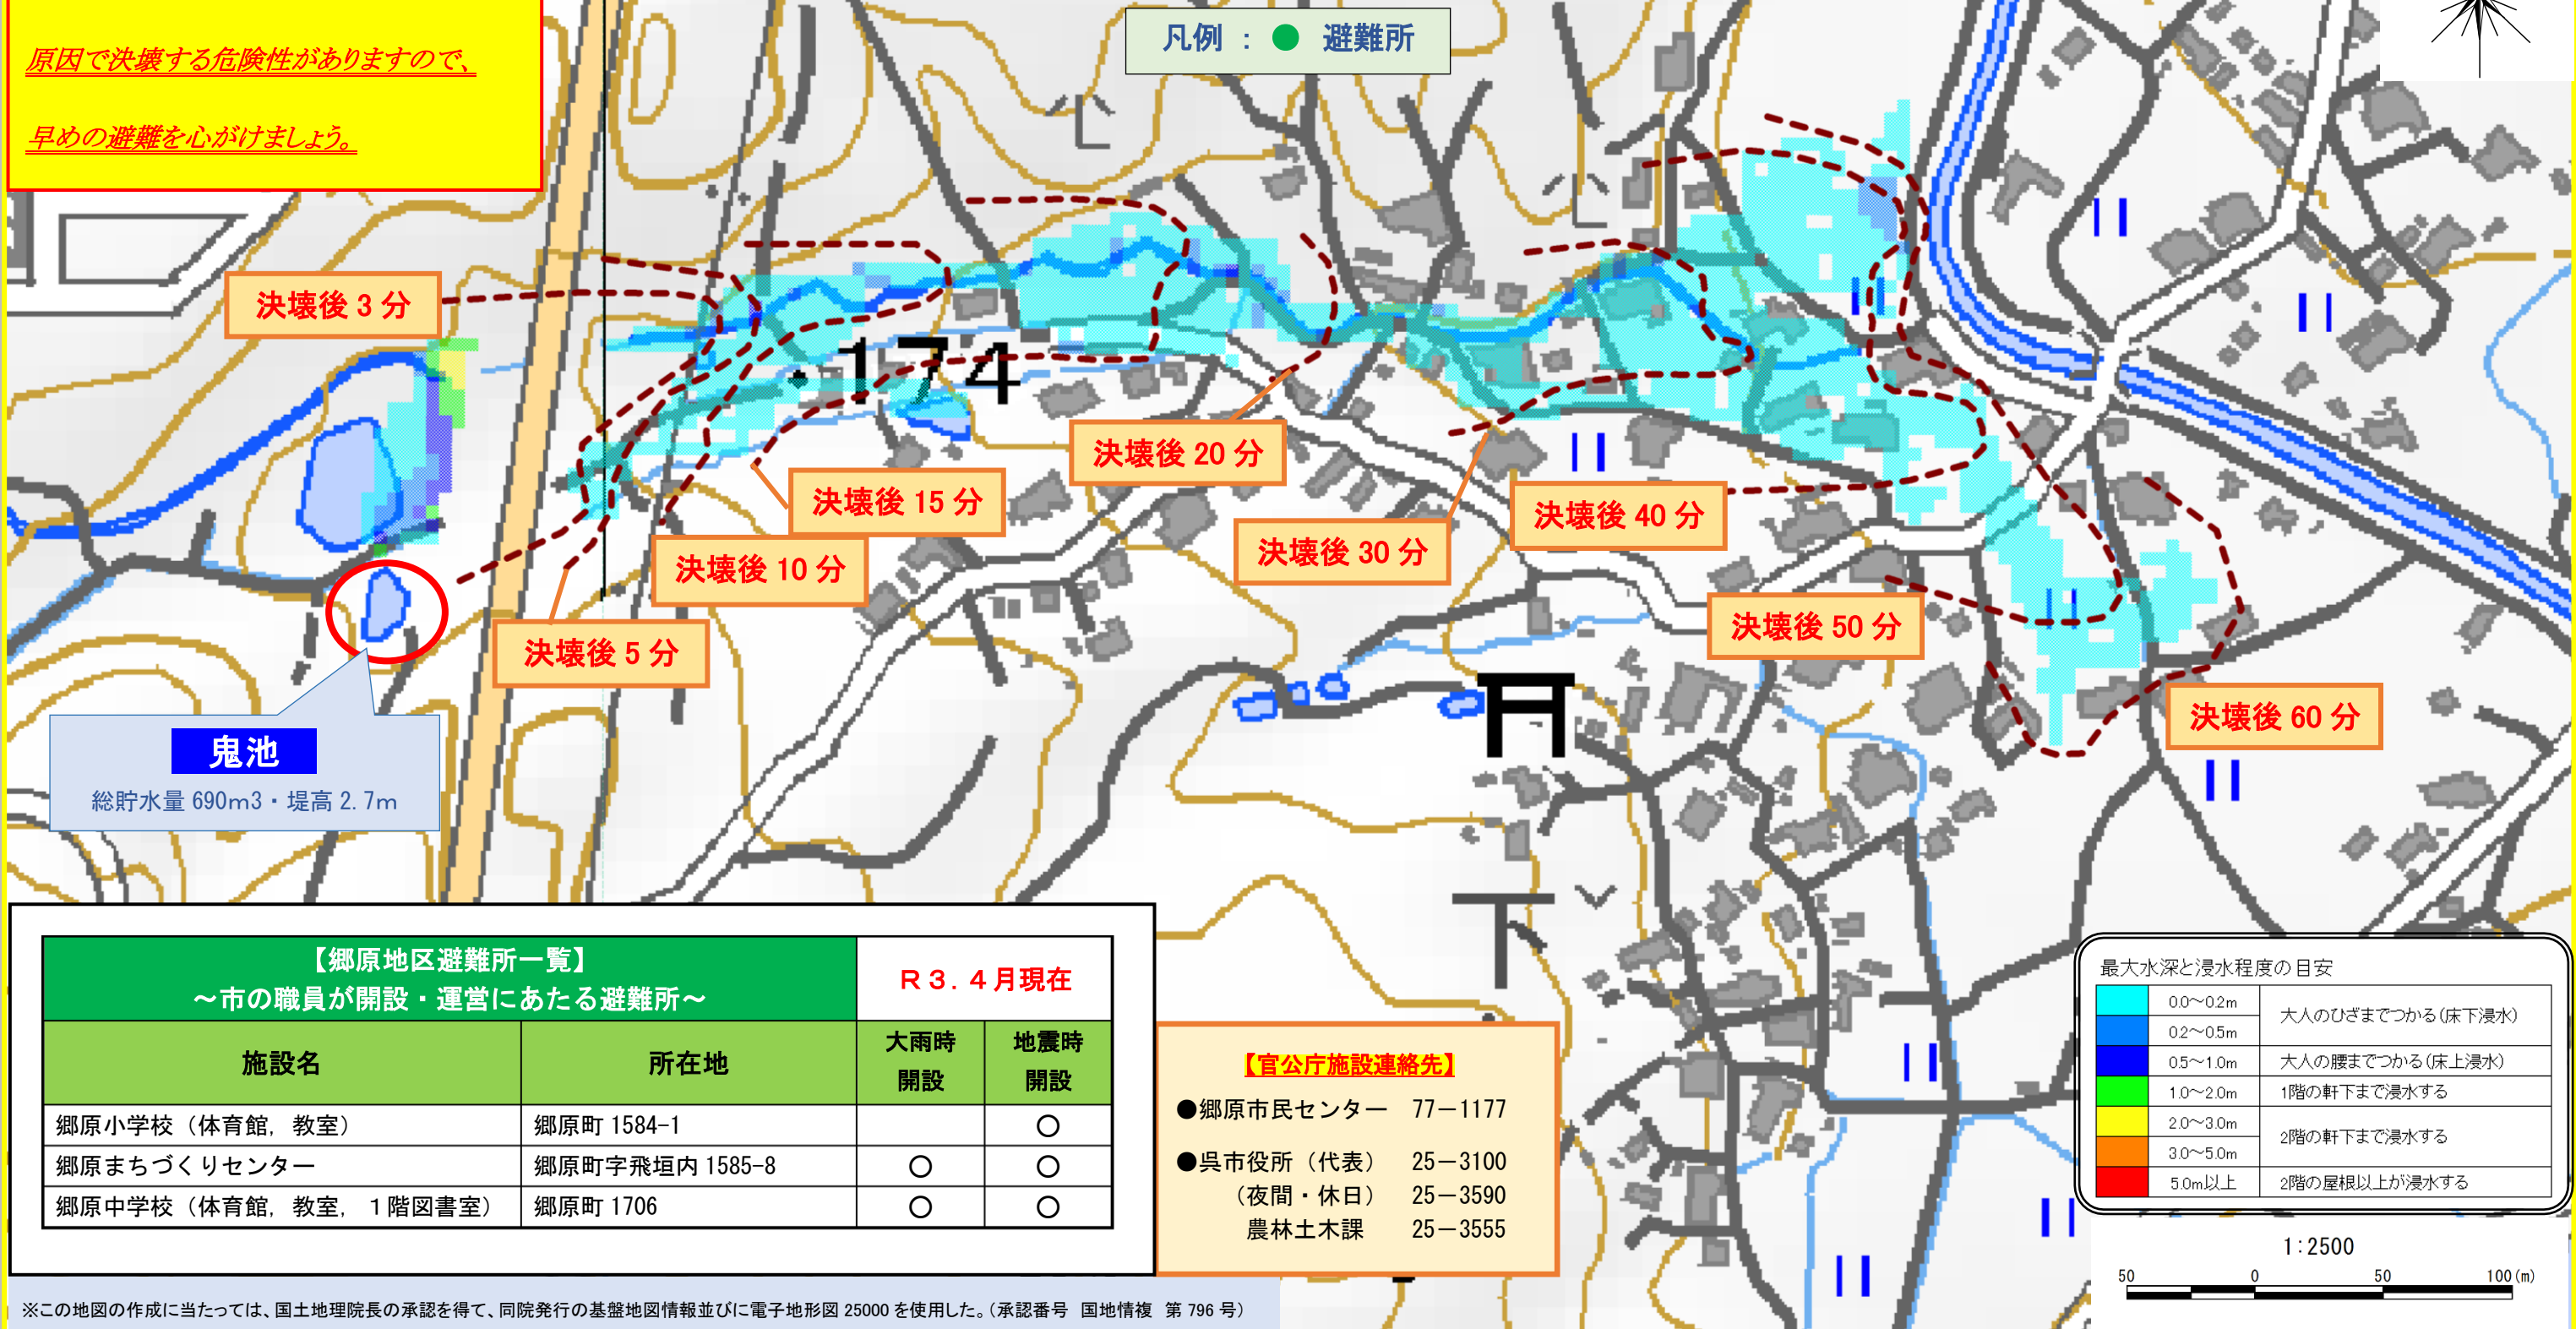 原因で決壊する危険性がありますので、
早めの避難を心がけましょう。
凡例 : ● 避難所
決壊後 3 分
174
決壊後 20 分
決壊後 15 分
決壊後 40 分
決壊後 30 分
決壊後 10 分
決壊後 50 分
決壊後 5 分
決壊後 60 分
鬼池
総貯水量 690m3・堤高 2.7m
下
【郷原地区避難所一覧】
～市の職員が開設・運営にあたる避難所～
R3.4月現在
施設名 所在地 大雨時開設 地震時開設
郷原小学校（体育館，教室） 郷原町 1584-1 ○
郷原まちづくりセンター 郷原町字飛垣内 1585-8 ○ ○
郷原中学校（体育館，教室，１階図書室） 郷原町 1706 ○ ○
【官公庁施設連絡先】
●郷原市民センター 77－1177
●呉市役所（代表） 25－3100
（夜間・休日） 25－3590
農林土木課 25－3555
最大水深と浸水程度の目安
0.0～0.2m 大人のひざまでつかる(床下浸水)
0.2～0.5m
0.5～1.0m 大人の腰までつかる(床上浸水)
1.0～2.0m 1階の軒下まで浸水する
2.0～3.0m 2階の軒下まで浸水する
3.0～5.0m
5.0m以上 2階の屋根以上が浸水する
1:2500
50 0 50 100(m)
※この地図の作成に当たっては、国土地理院長の承認を得て、同院発行の基盤地図情報並びに電子地形図 25000 を使用した。（承認番号 国地情複 第 796 号）